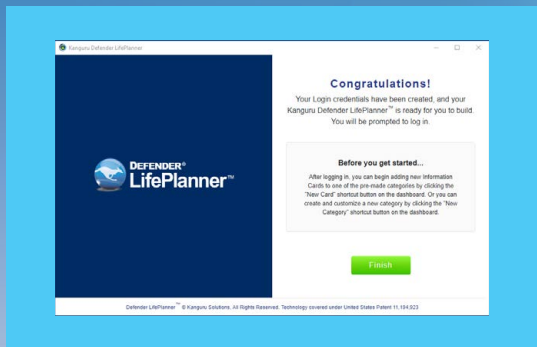 Kanguru Defender LifePlanner
Congratulations!
Your Login credentials have been created, and your
Kanguru Defender LifePlanner™ is ready for you to build.
You will be prompted to log in.
DEFENDER®
LifePlanner™
Before you get started...
After logging in, you can begin adding new Information
Cards to one of the pre-made categories by clicking the
"New Card" shortcut button on the dashboard. Or you can
create and customize a new category by clicking the "New
Category" shortcut button on the dashboard.
Finish
Defender LifePlanner™ © Kanguru Solutions. All Rights Reserved. Technology covered under United States Patent 11,194,923